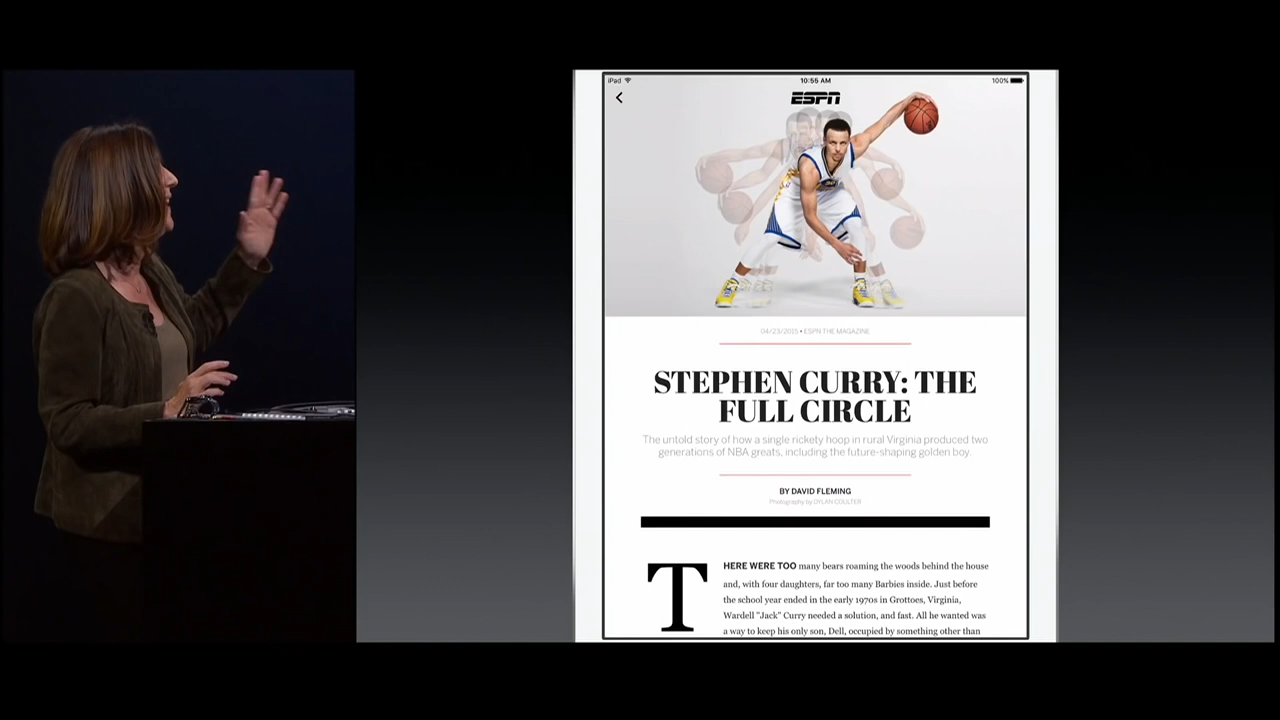 iPad 10:55 AM 100%
ESPN
04/23/2015 • ESPN THE MAGAZINE
STEPHEN CURRY: THE
FULL CIRCLE
The untold story of how a single rickety hoop in rural Virginia produced two
generations of NBA greats, including the future-shaping golden boy.
BY DAVID FLEMING
Photography by DYLAN COULTER
THERE WERE TOO many bears roaming the woods behind the house
and, with four daughters, far too many Barbies inside. Just before
the school year ended in the early 1970s in Grottoes, Virginia,
Wardell "Jack" Curry needed a solution, and fast. All he wanted was
a way to keep his only son, Dell, occupied by something other than